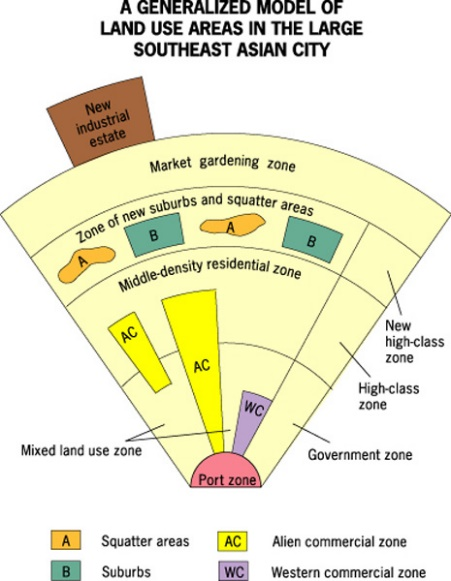 A GENERALIZED MODEL OF
LAND USE AREAS IN THE LARGE
SOUTHEAST ASIAN CITY
New
industrial
estate
Market gardening zone
Zone of new suburbs and squatter areas
A
B
A
B
Middle-density residential zone
AC
AC
WC
New
high-class
zone
High-class
zone
Mixed land use zone
Government zone
Port zone
A Squatter areas
AC Alien commercial zone
B Suburbs
WC Western commercial zone